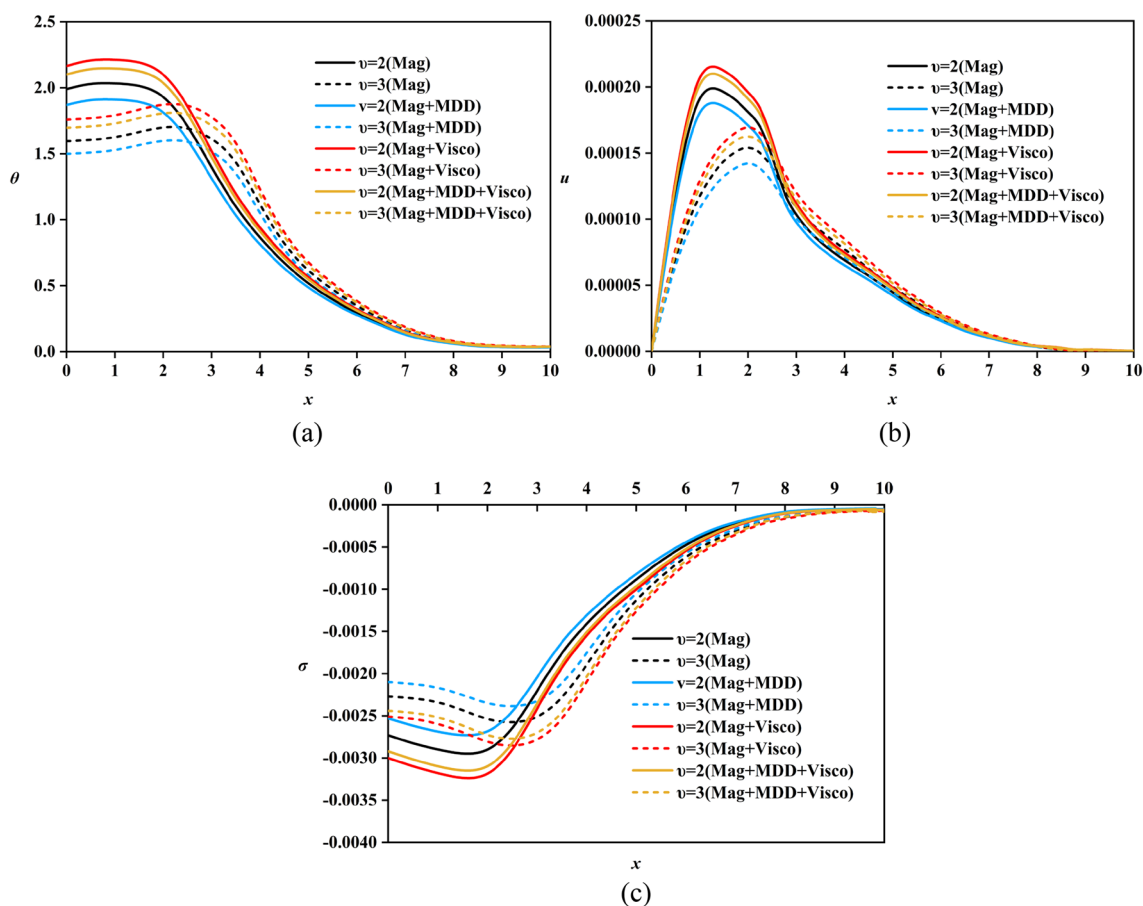 2.5
2.0
1.5
1.0
0.5
0.0
θ
0 1 2 3 4 5 6 7 8 9 10
x
υ=2(Mag)
υ=3(Mag)
v=2(Mag+MDD)
υ=3(Mag+MDD)
υ=2(Mag+Visco)
υ=3(Mag+Visco)
υ=2(Mag+MDD+Visco)
υ=3(Mag+MDD+Visco)
(a)
0.00025
0.00020
0.00015
0.00010
0.00005
0.00000
u
0 1 2 3 4 5 6 7 8 9 10
x
υ=2(Mag)
υ=3(Mag)
υ=2(Mag+MDD)
υ=3(Mag+MDD)
υ=2(Mag+Visco)
υ=3(Mag+Visco)
υ=2(Mag+MDD+Visco)
υ=3(Mag+MDD+Visco)
(b)
0 1 2 3 4 5 6 7 8 9 10
0.0000
-0.0005
-0.0010
-0.0015
-0.0020
-0.0025
-0.0030
-0.0035
-0.0040
σ
υ=2(Mag)
υ=3(Mag)
v=2(Mag+MDD)
υ=3(Mag+MDD)
υ=2(Mag+Visco)
υ=3(Mag+Visco)
υ=2(Mag+MDD+Visco)
υ=3(Mag+MDD+Visco)
x
(c)